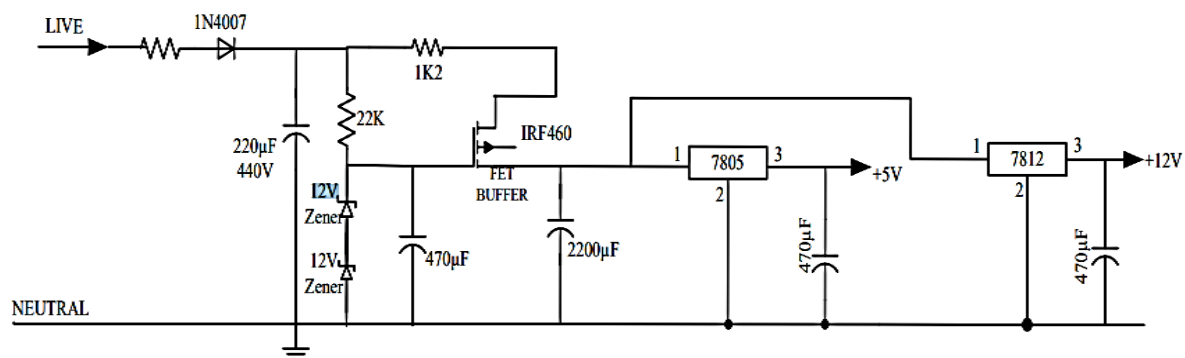 LIVE
1N4007
1K2
22K
IRF460
220µF
440V
FET
BUFFER
12V
Zener
12V
Zener
470µF
2200µF
1
7805
3
2
+5V
470µF
1
7812
3
2
+12V
470µF
NEUTRAL